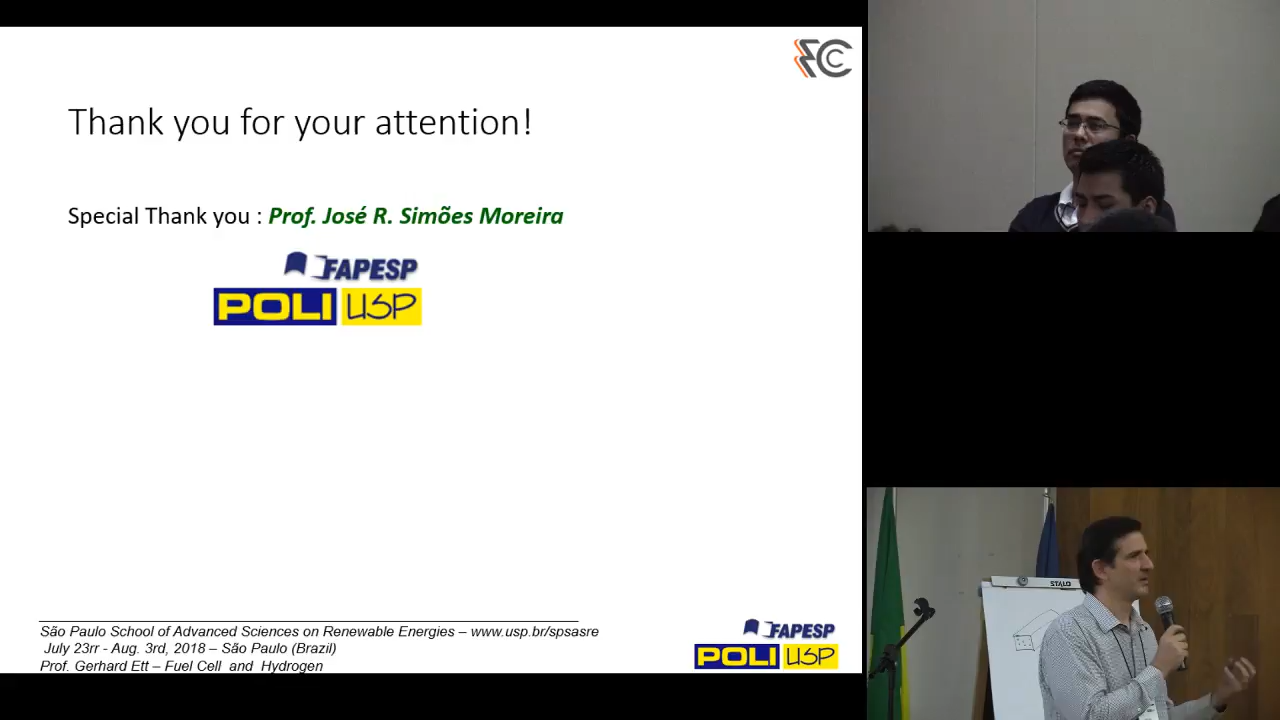 FCC
Thank you for your attention!
Special Thank you : Prof. José R. Simões Moreira
FAPESP
POLI USP
São Paulo School of Advanced Sciences on Renewable Energies – www.usp.br/spsasre
July 23rr - Aug. 3rd, 2018 – São Paulo (Brazil)
Prof. Gerhard Ett – Fuel Cell and Hydrogen
FAPESP
POLI USP
STALO